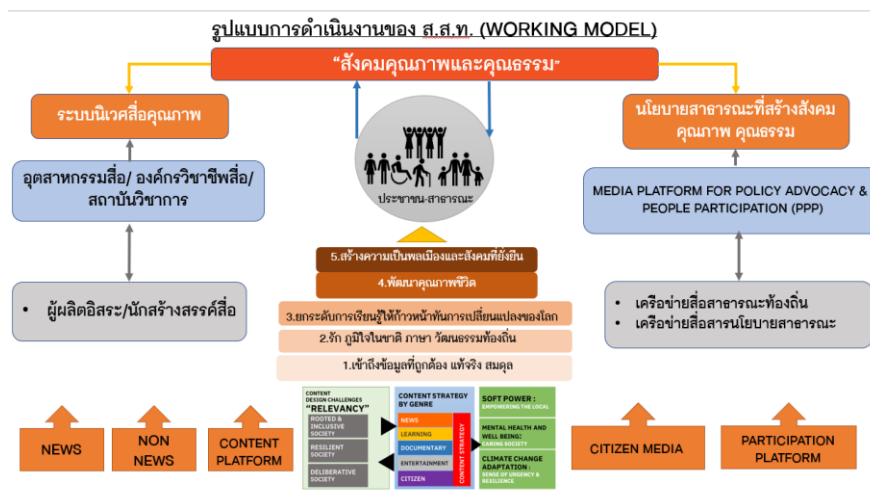 รูปแบบการดำเนินงานของ ส.ส.ท. (WORKING MODEL)
“สังคมคุณภาพและคุณธรรม”
ระบบนิเวศสื่อคุณภาพ
นโยบายสาธารณะที่สร้างสังคม
คุณภาพ คุณธรรม
อุตสาหกรรมสื่อ/ องค์กรวิชาชีพสื่อ/
สถาบันวิชาการ
ประชาชน-สาธารณะ
MEDIA PLATFORM FOR POLICY ADVOCACY &
PEOPLE PARTICIPATION (PPP)
5.สร้างความเป็นพลเมืองและสังคมที่ยั่งยืน
4.พัฒนาคุณภาพชีวิต
3.ยกระดับการเรียนรู้ให้ก้าวหน้าทันการเปลี่ยนแปลงของโลก
2.รัก ภูมิใจในชาติ ภาษา วัฒนธรรมท้องถิ่น
1.เข้าถึงข้อมูลที่ถูกต้อง แท้จริง สมดุล
• ผู้ผลิตอิสระ/นักสร้างสรรค์สื่อ
• เครือข่ายสื่อสาธารณะท้องถิ่น
• เครือข่ายสื่อสารนโยบายสาธารณะ
NEWS
NON
NEWS
CONTENT
PLATFORM
CONTENT
DESIGN CHALLENGES
“RELEVANCY”
ROOTED &
INCLUSIVE
SOCIETY
RESILIENT
SOCIETY
DELIBERATIVE
SOCIETY
CONTENT STRATEGY
BY GENRE
NEWS
LEARNING
DOCUMENTARY
ENTERTAINMENT
CITIZEN
CONTENT STRATEGY
SOFT POWER :
EMPOWERING THE LOCAL
MENTAL HEALTH AND
WELL BEING:
CARING SOCIETY
CLIMATE CHANGE
ADAPTATION :
SENSE OF URGENCY &
RESILIENCE
CITIZEN MEDIA
PARTICIPATION
PLATFORM